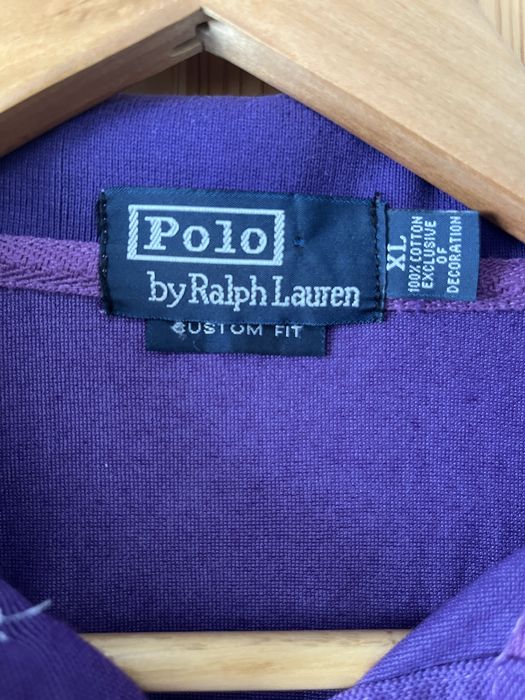 Polo
by Ralph Lauren
CUSTOM FIT
XL
100% COTTON
EXCLUSIVE
OF
DECORATION